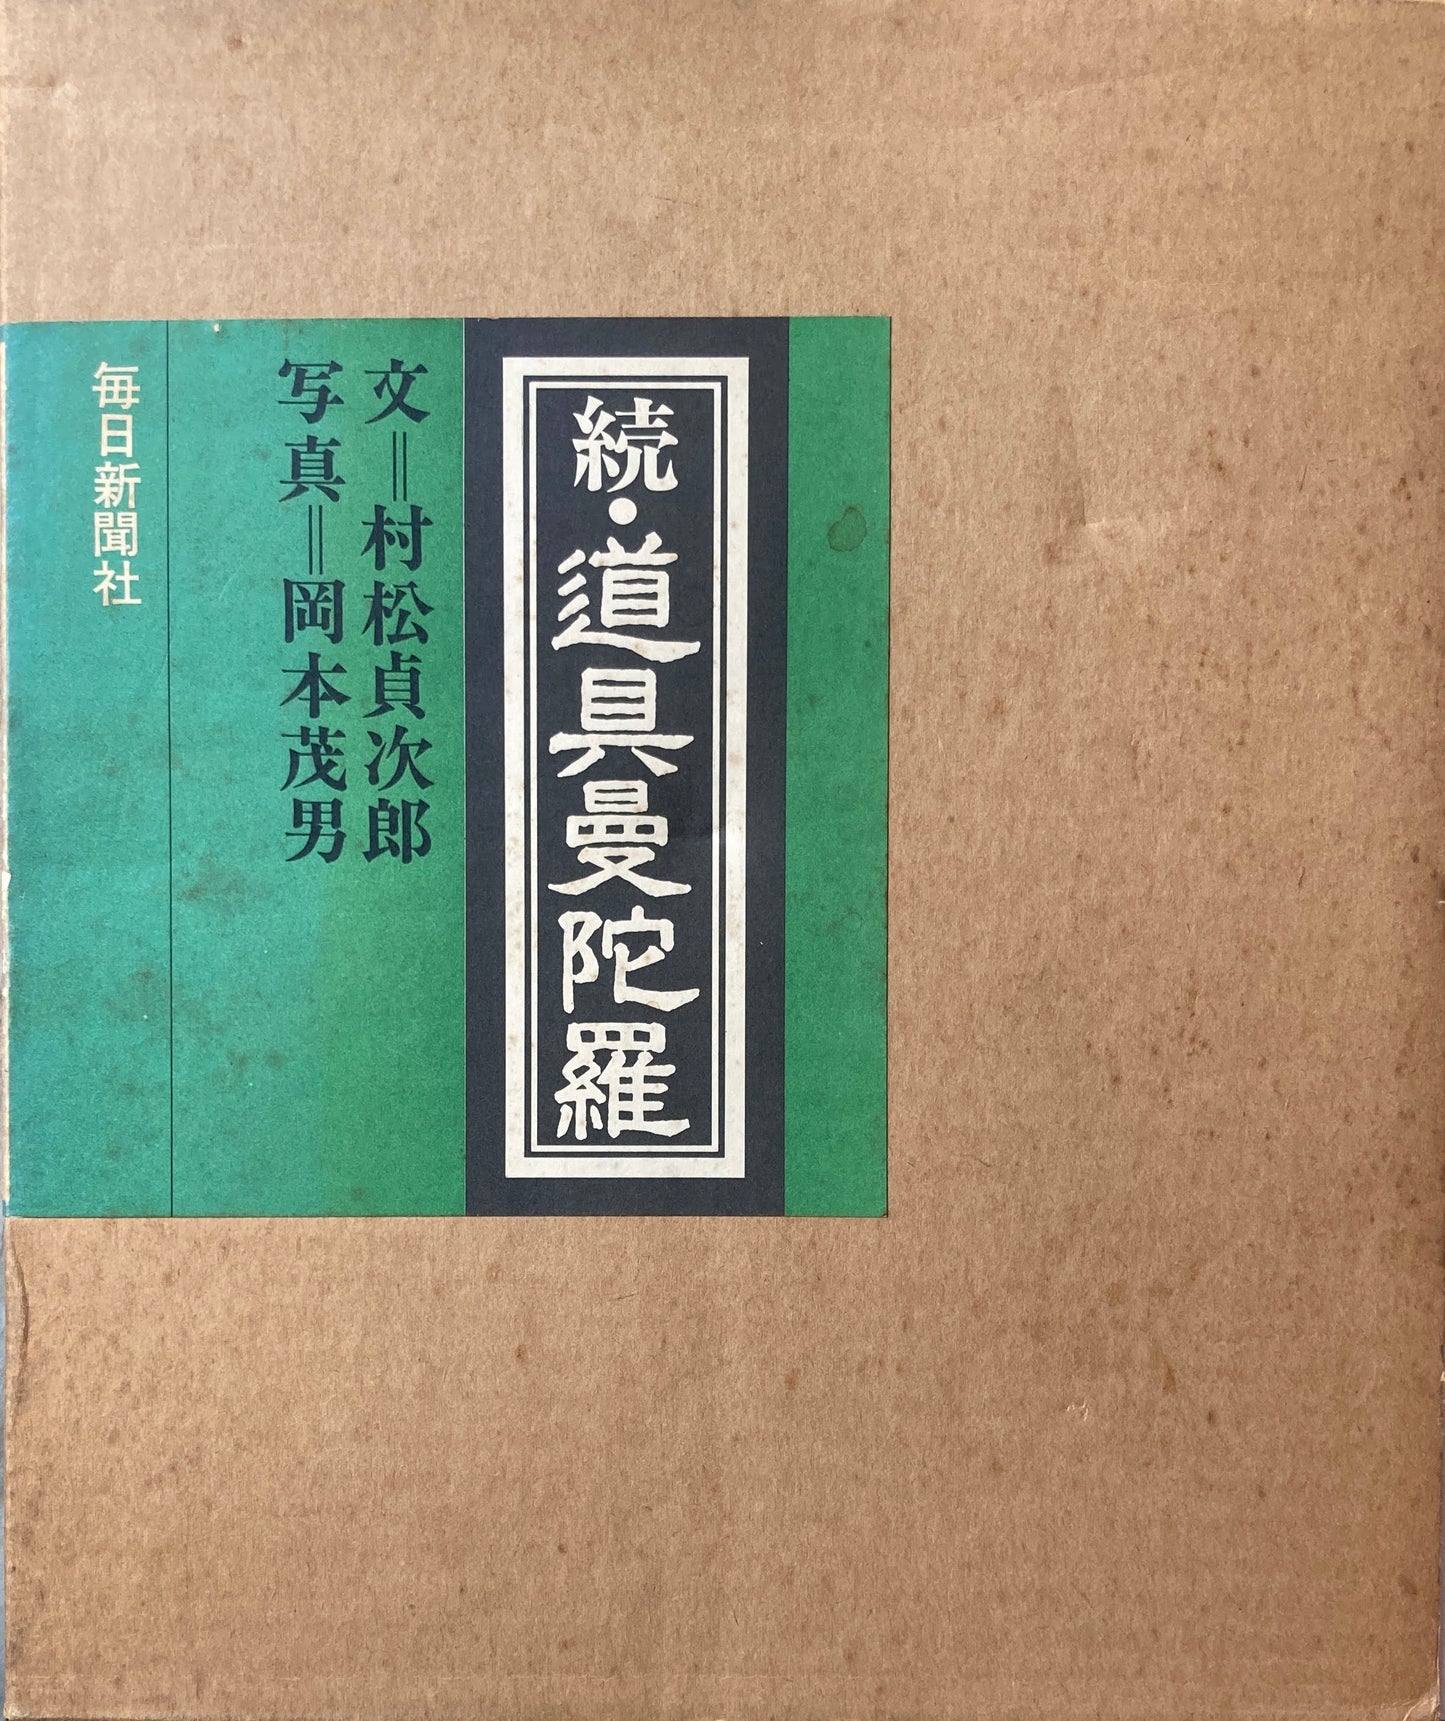 続・道具曼陀羅
文＝村松貞次郎
写真＝岡本茂男
毎日新聞社